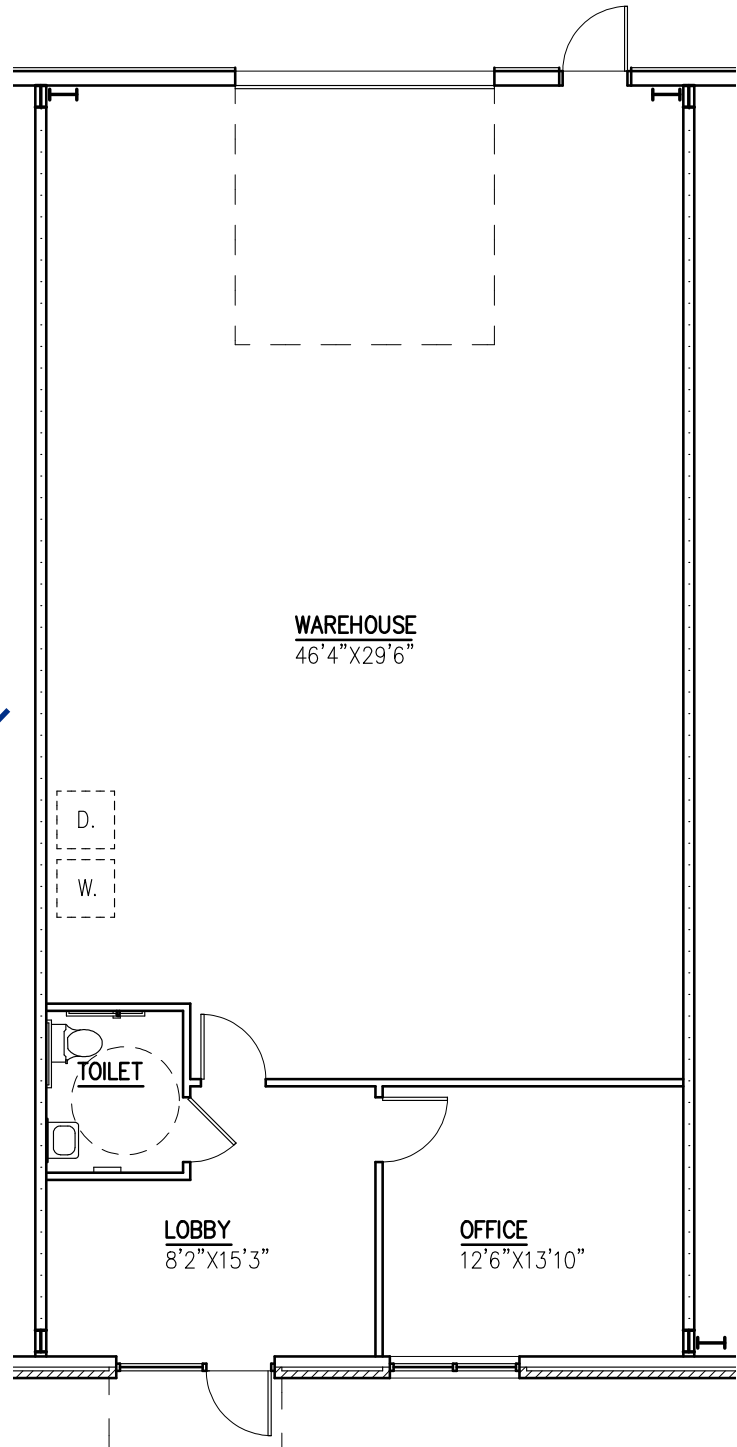 WAREHOUSE
46'4"X29'6"
D.
W.
TOILET
LOBBY
8'2"X15'3"
OFFICE
12'6"X13'10"